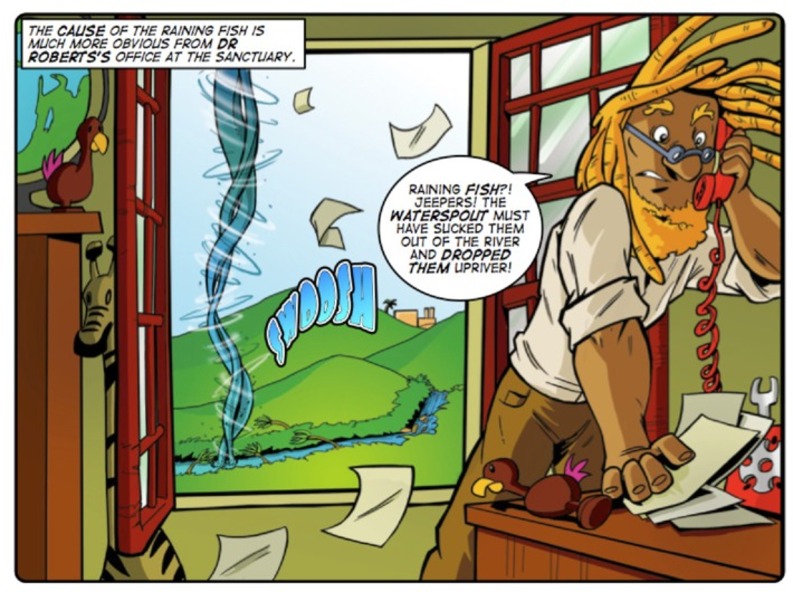 THE CAUSE OF THE RAINING FISH IS
MUCH MORE OBVIOUS FROM DR
ROBERTS'S OFFICE AT THE SANCTUARY.
RAINING FISH?!
JEEPERS! THE
WATERSPOUT MUST
HAVE SUCKED THEM
OUT OF THE RIVER
AND DROPPED
THEM UPRIVER!
SWOOSH